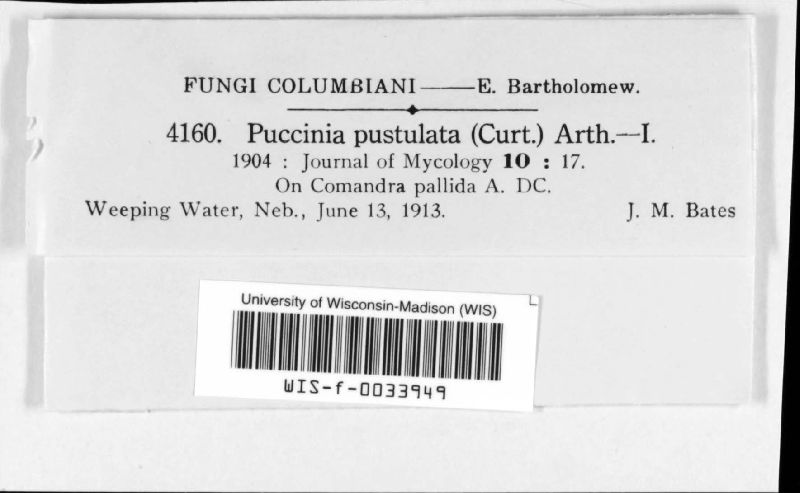 FUNGI COLUMBIANI——E. Bartholomew.
4160. Puccinia pustulata (Curt.) Arth.—I.
1904 : Journal of Mycology 10 : 17.
On Comandra pallida A. DC.
Weeping Water, Neb., June 13, 1913. J. M. Bates
University of Wisconsin-Madison (WIS)
WIS-f-0033949